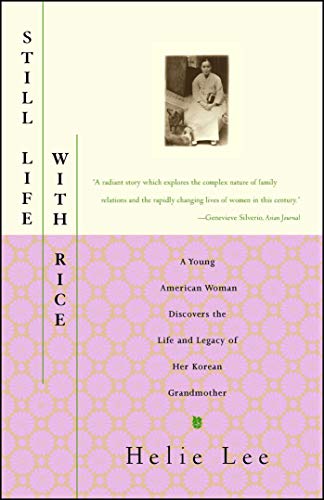 STILL LIFE
WITH RICE
"A radiant story which explores the complex nature of family
relations and the rapidly changing lives of women in this century."
—Genevieve Silverio, Asian Journal
A Young
American Woman
Discovers the
Life and Legacy of
Her Korean
Grandmother
Helie Lee